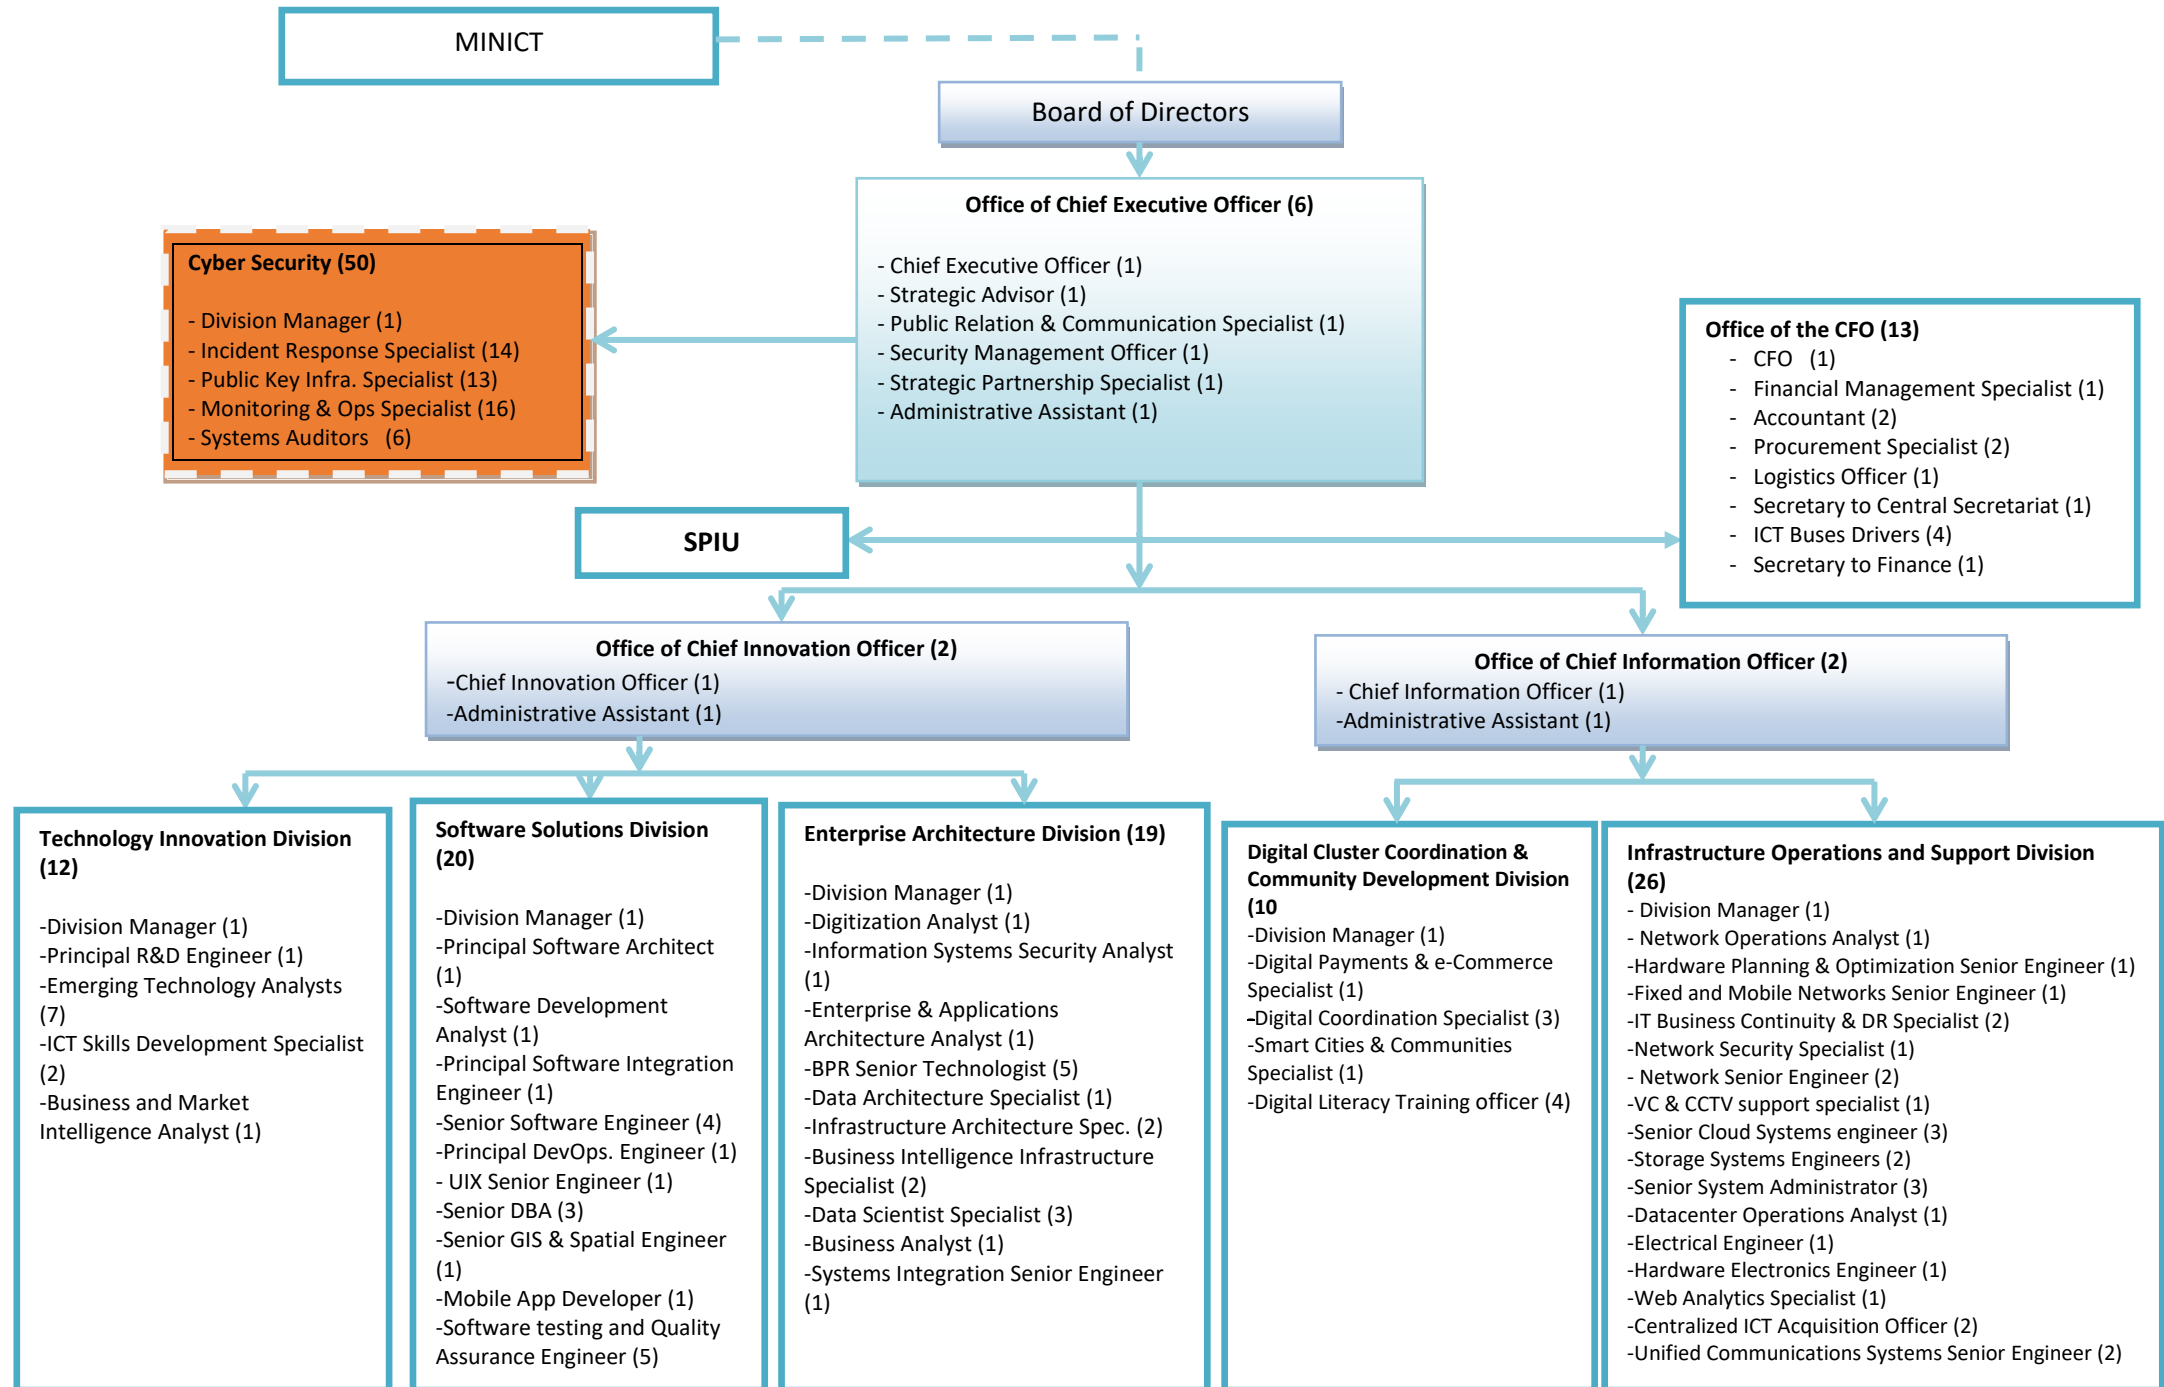 MINICT
Board of Directors
Office of Chief Executive Officer (6)
- Chief Executive Officer (1)
- Strategic Advisor (1)
- Public Relation & Communication Specialist (1)
- Security Management Officer (1)
- Strategic Partnership Specialist (1)
- Administrative Assistant (1)
Cyber Security (50)
- Division Manager (1)
- Incident Response Specialist (14)
- Public Key Infra. Specialist (13)
- Monitoring & Ops Specialist (16)
- Systems Auditors (6)
Office of the CFO (13)
- CFO (1)
- Financial Management Specialist (1)
- Accountant (2)
- Procurement Specialist (2)
- Logistics Officer (1)
- Secretary to Central Secretariat (1)
- ICT Buses Drivers (4)
- Secretary to Finance (1)
SPIU
Office of Chief Innovation Officer (2)
-Chief Innovation Officer (1)
-Administrative Assistant (1)
Office of Chief Information Officer (2)
- Chief Information Officer (1)
-Administrative Assistant (1)
Technology Innovation Division
(12)
-Division Manager (1)
-Principal R&D Engineer (1)
-Emerging Technology Analysts
(7)
-ICT Skills Development Specialist
(2)
-Business and Market
Intelligence Analyst (1)
Software Solutions Division
(20)
-Division Manager (1)
-Principal Software Architect
(1)
-Software Development
Analyst (1)
-Principal Software Integration
Engineer (1)
-Senior Software Engineer (4)
-Principal DevOps. Engineer (1)
- UIX Senior Engineer (1)
-Senior DBA (3)
-Senior GIS & Spatial Engineer
(1)
-Mobile App Developer (1)
-Software testing and Quality
Assurance Engineer (5)
Enterprise Architecture Division (19)
-Division Manager (1)
-Digitization Analyst (1)
-Information Systems Security Analyst
(1)
-Enterprise & Applications
Architecture Analyst (1)
-BPR Senior Technologist (5)
-Data Architecture Specialist (1)
-Infrastructure Architecture Spec. (2)
-Business Intelligence Infrastructure
Specialist (2)
-Data Scientist Specialist (3)
-Business Analyst (1)
-Systems Integration Senior Engineer
(1)
Digital Cluster Coordination &
Community Development Division
(10
-Division Manager (1)
-Digital Payments & e-Commerce
Specialist (1)
-Digital Coordination Specialist (3)
-Smart Cities & Communities
Specialist (1)
-Digital Literacy Training officer (4)
Infrastructure Operations and Support Division
(26)
- Division Manager (1)
- Network Operations Analyst (1)
-Hardware Planning & Optimization Senior Engineer (1)
-Fixed and Mobile Networks Senior Engineer (1)
-IT Business Continuity & DR Specialist (2)
-Network Security Specialist (1)
- Network Senior Engineer (2)
-VC & CCTV support specialist (1)
-Senior Cloud Systems engineer (3)
-Storage Systems Engineers (2)
-Senior System Administrator (3)
-Datacenter Operations Analyst (1)
-Electrical Engineer (1)
-Hardware Electronics Engineer (1)
-Web Analytics Specialist (1)
-Centralized ICT Acquisition Officer (2)
-Unified Communications Systems Senior Engineer (2)